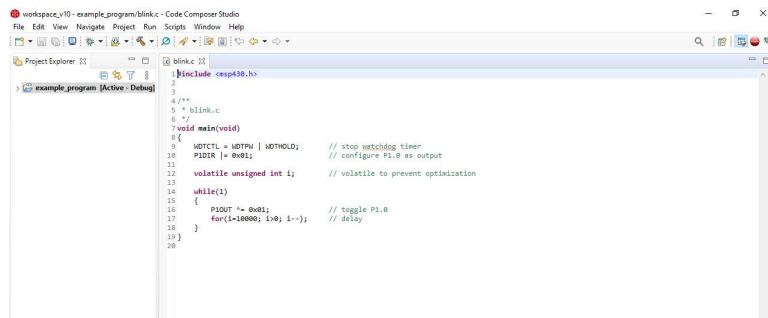 workspace_v10 - example_program/blink.c - Code Composer Studio
File Edit View Navigate Project Run Scripts Window Help
Project Explorer
example_program [Active - Debug]
blink.c
1 #include <msp430.h>
2
3
4 /**
5 * blink.c
6 */
7 void main(void)
8 {
9 WDTCTL = WDTPW | WDTHOLD; // stop watchdog timer
10 P1DIR |= 0x01; // configure P1.0 as output
11
12 volatile unsigned int i; // volatile to prevent optimization
13
14 while(1)
15 {
16 P1OUT ^= 0x01; // toggle P1.0
17 for(i=10000; i>0; i--); // delay
18 }
19 }
20